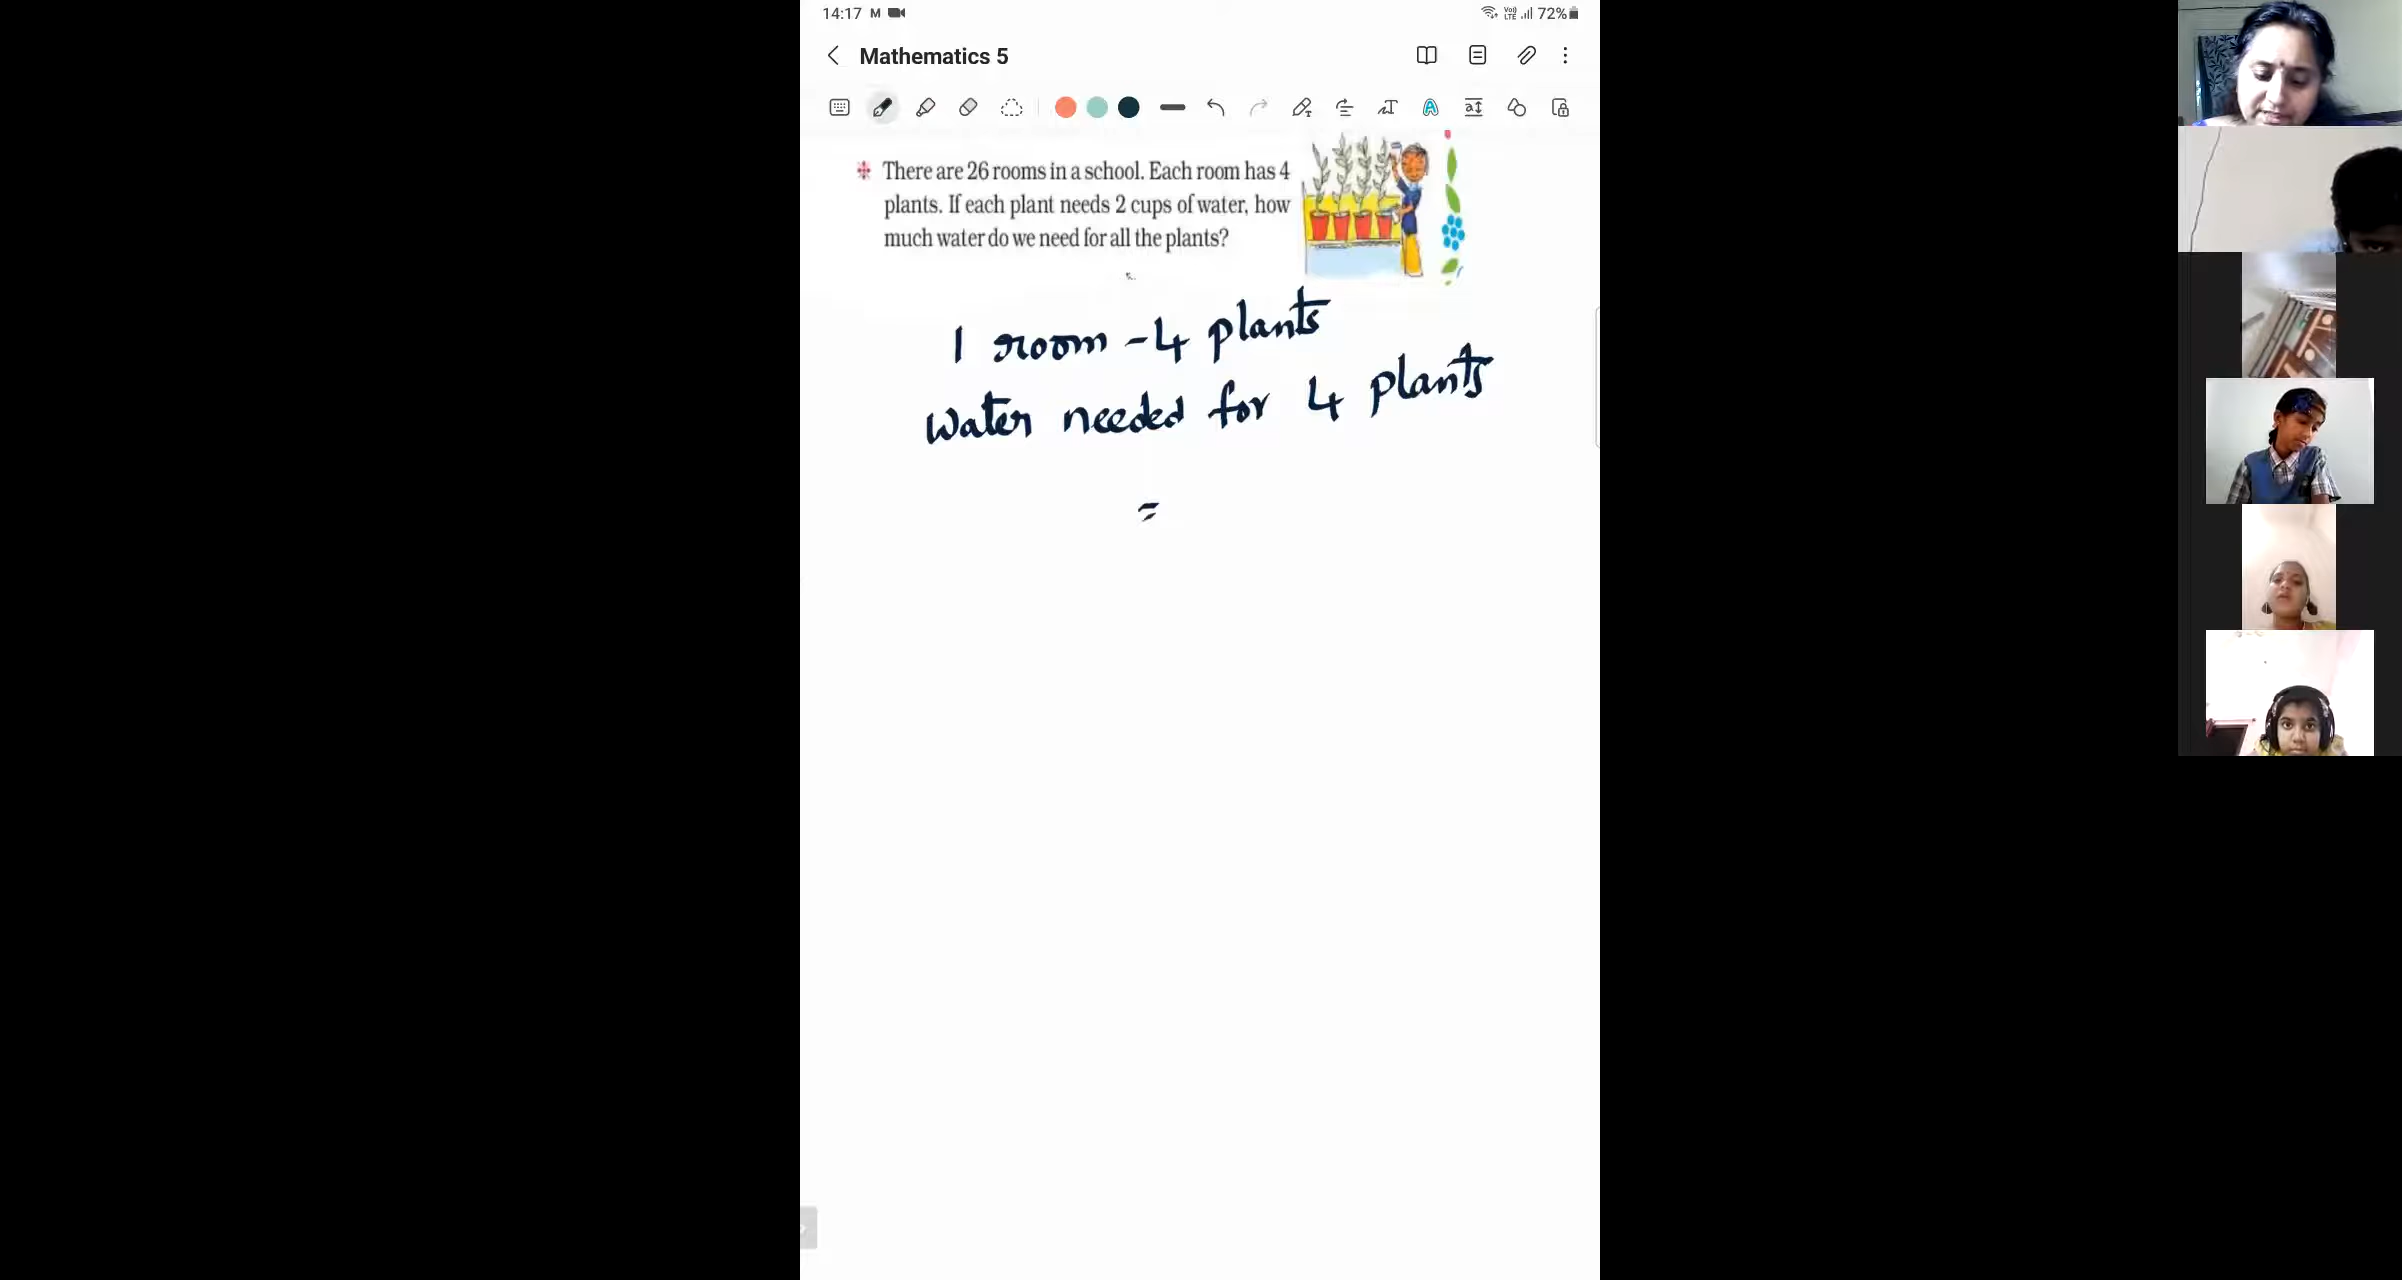 14:17 M
VoD LTE 72%
Mathematics 5
There are 26 rooms in a school. Each room has 4
plants. If each plant needs 2 cups of water, how
much water do we need for all the plants?
1 room - 4 plants
Water needed for 4 plants
=